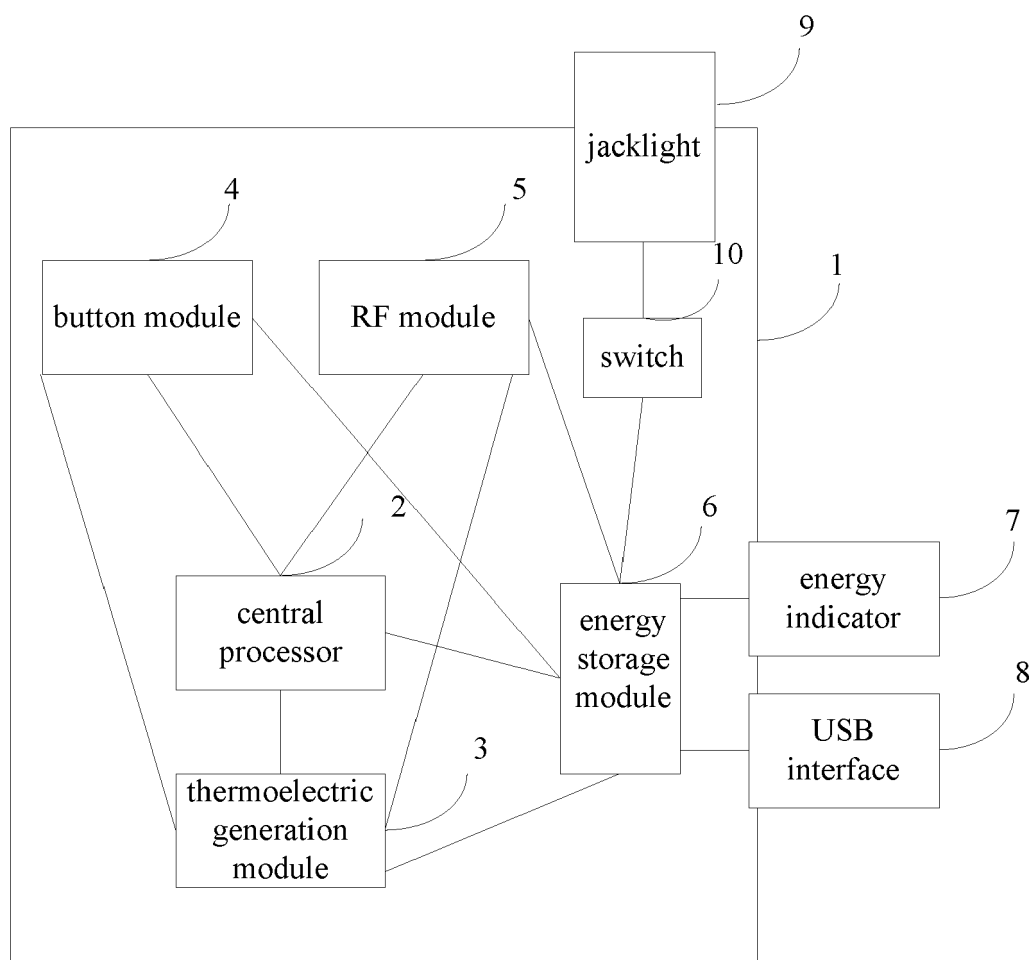 9
jacklight
4
5
10
1
button module
RF module
switch
2
6
7
central
processor
energy
storage
module
energy
indicator
8
3
USB
interface
thermoelectric
generation
module